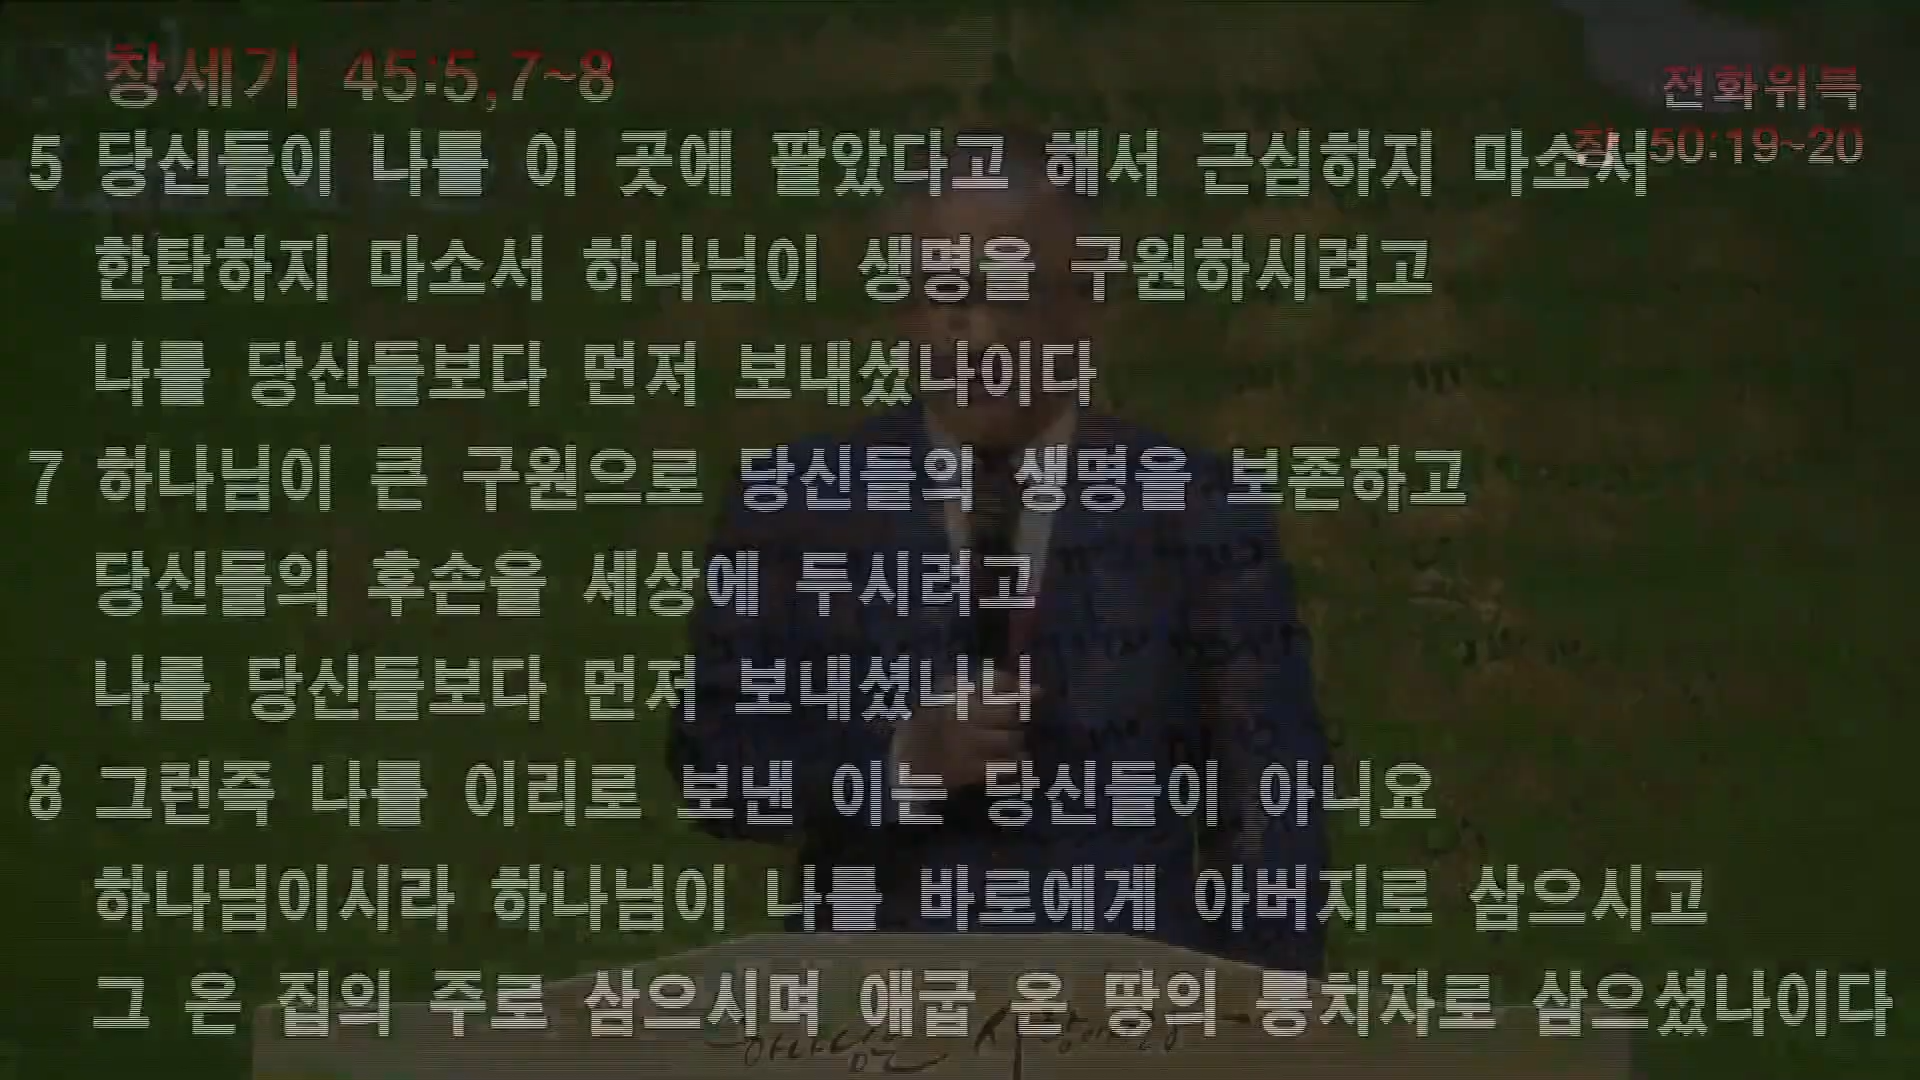 창세기 45:5,7~8
전화위복
창 50:19~20
5 당신들이 나를 이 곳에 팔았다고 해서 근심하지 마소서
한탄하지 마소서 하나님이 생명을 구원하시려고
나를 당신들보다 먼저 보내셨나이다
7 하나님이 큰 구원으로 당신들의 생명을 보존하고
당신들의 후손을 세상에 두시려고
나를 당신들보다 먼저 보내셨나니
8 그런즉 나를 이리로 보낸 이는 당신들이 아니요
하나님이시라 하나님이 나를 바로에게 아버지로 삼으시고
그 온 집의 주로 삼으시며 애굽 온 땅의 통치자로 삼으셨나이다
하나님은